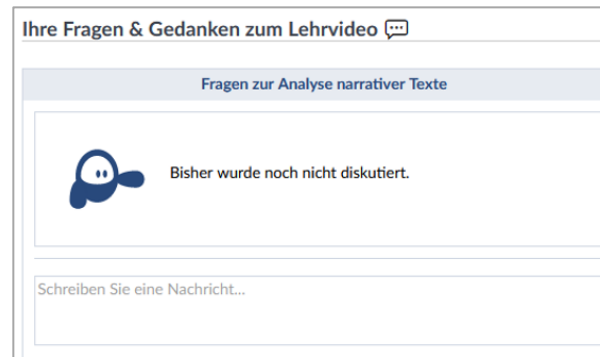 Ihre Fragen & Gedanken zum Lehrvideo
Fragen zur Analyse narrativer Texte
Bisher wurde noch nicht diskutiert.
Schreiben Sie eine Nachricht...